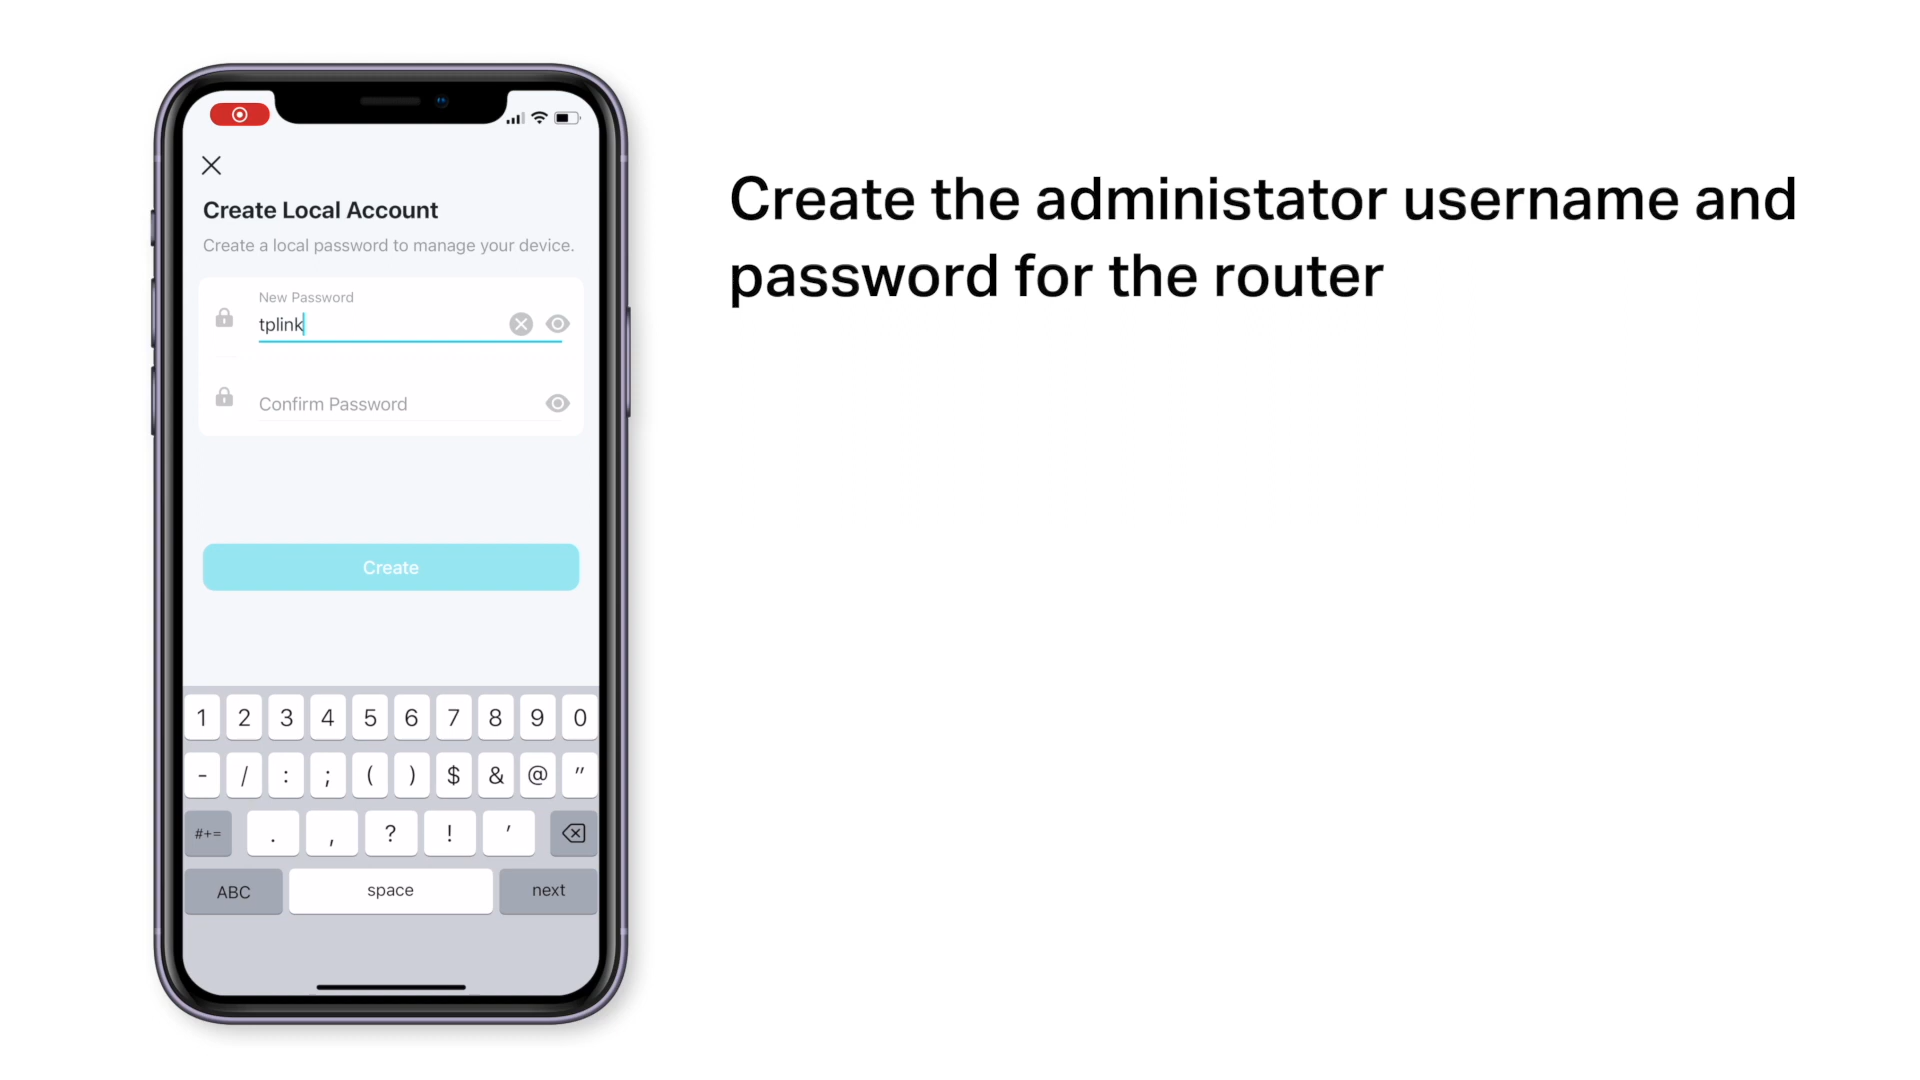 Create Local Account
Create a local password to manage your device.
New Password
tplink
Confirm Password
Create
1 2 3 4 5 6 7 8 9 0
- / : ; ( ) $ & @ "
#+= . , ? ! '
ABC space next
Create the administator username and
password for the router